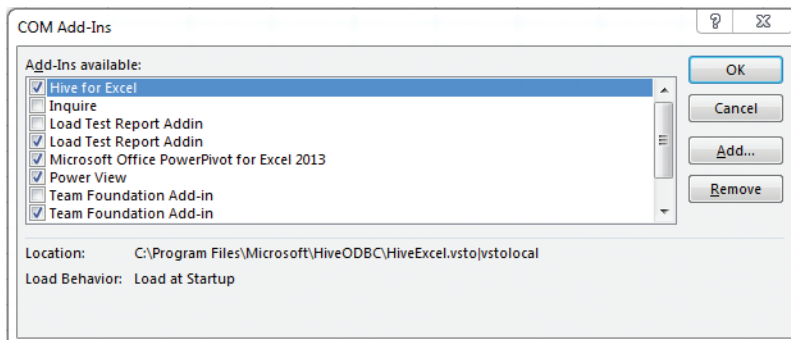 COM Add-Ins
Add-Ins available:
Hive for Excel
Inquire
Load Test Report Addin
Load Test Report Addin
Microsoft Office PowerPivot for Excel 2013
Power View
Team Foundation Add-in
Team Foundation Add-in
OK
Cancel
Add...
Remove
Location: C:\Program Files\Microsoft\HiveODBC\HiveExcel.vsto|vstolocal
Load Behavior: Load at Startup